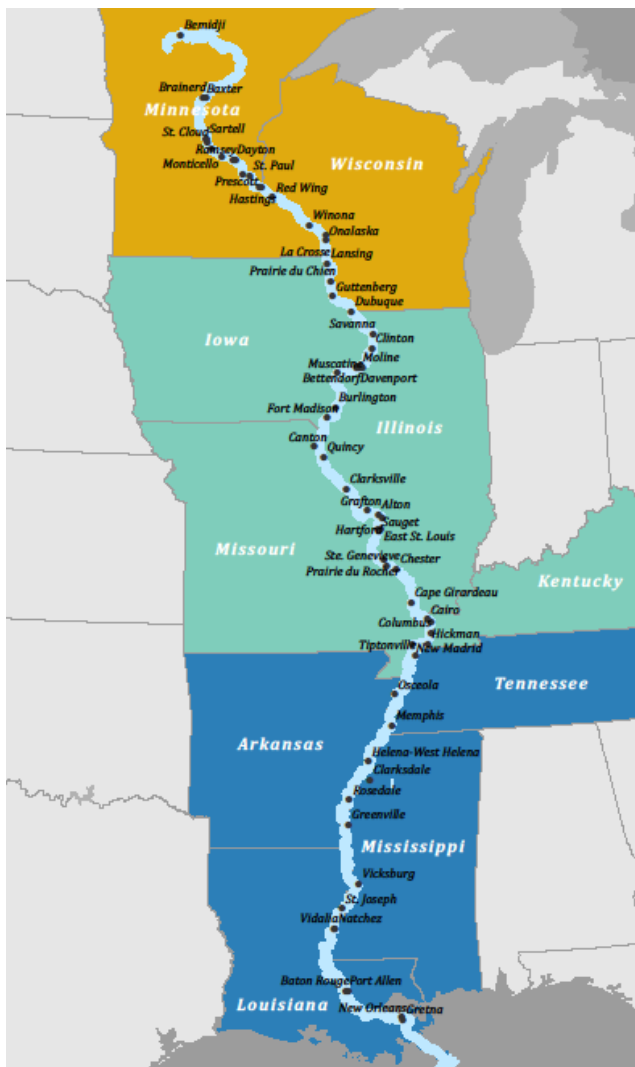 Bemidji
Brainerd
Baxter
Minnesota
Sartell
St. Cloud
Ramsey
Dayton
Monticello
St. Paul
Wisconsin
Prescott
Red Wing
Hastings
Winona
Onalaska
La Crosse
Lansing
Prairie du Chien
Guttenberg
Dubuque
Savanna
Clinton
Iowa
Moline
Muscatine
Bettendorf
Davenport
Burlington
Fort Madison
Illinois
Canton
Quincy
Clarksville
Grafton
Alton
Sauget
Hartford
East St. Louis
Missouri
Ste. Genevieve
Chester
Prairie du Rocher
Kentucky
Cape Girardeau
Cairo
Columbus
Hickman
Tiptonville
New Madrid
Tennessee
Osceola
Memphis
Arkansas
Helena-West Helena
Clarksdale
Rosedale
Greenville
Mississippi
Vicksburg
St. Joseph
Vidalia
Natchez
Baton Rouge
Port Allen
Louisiana
New Orleans
Gretna